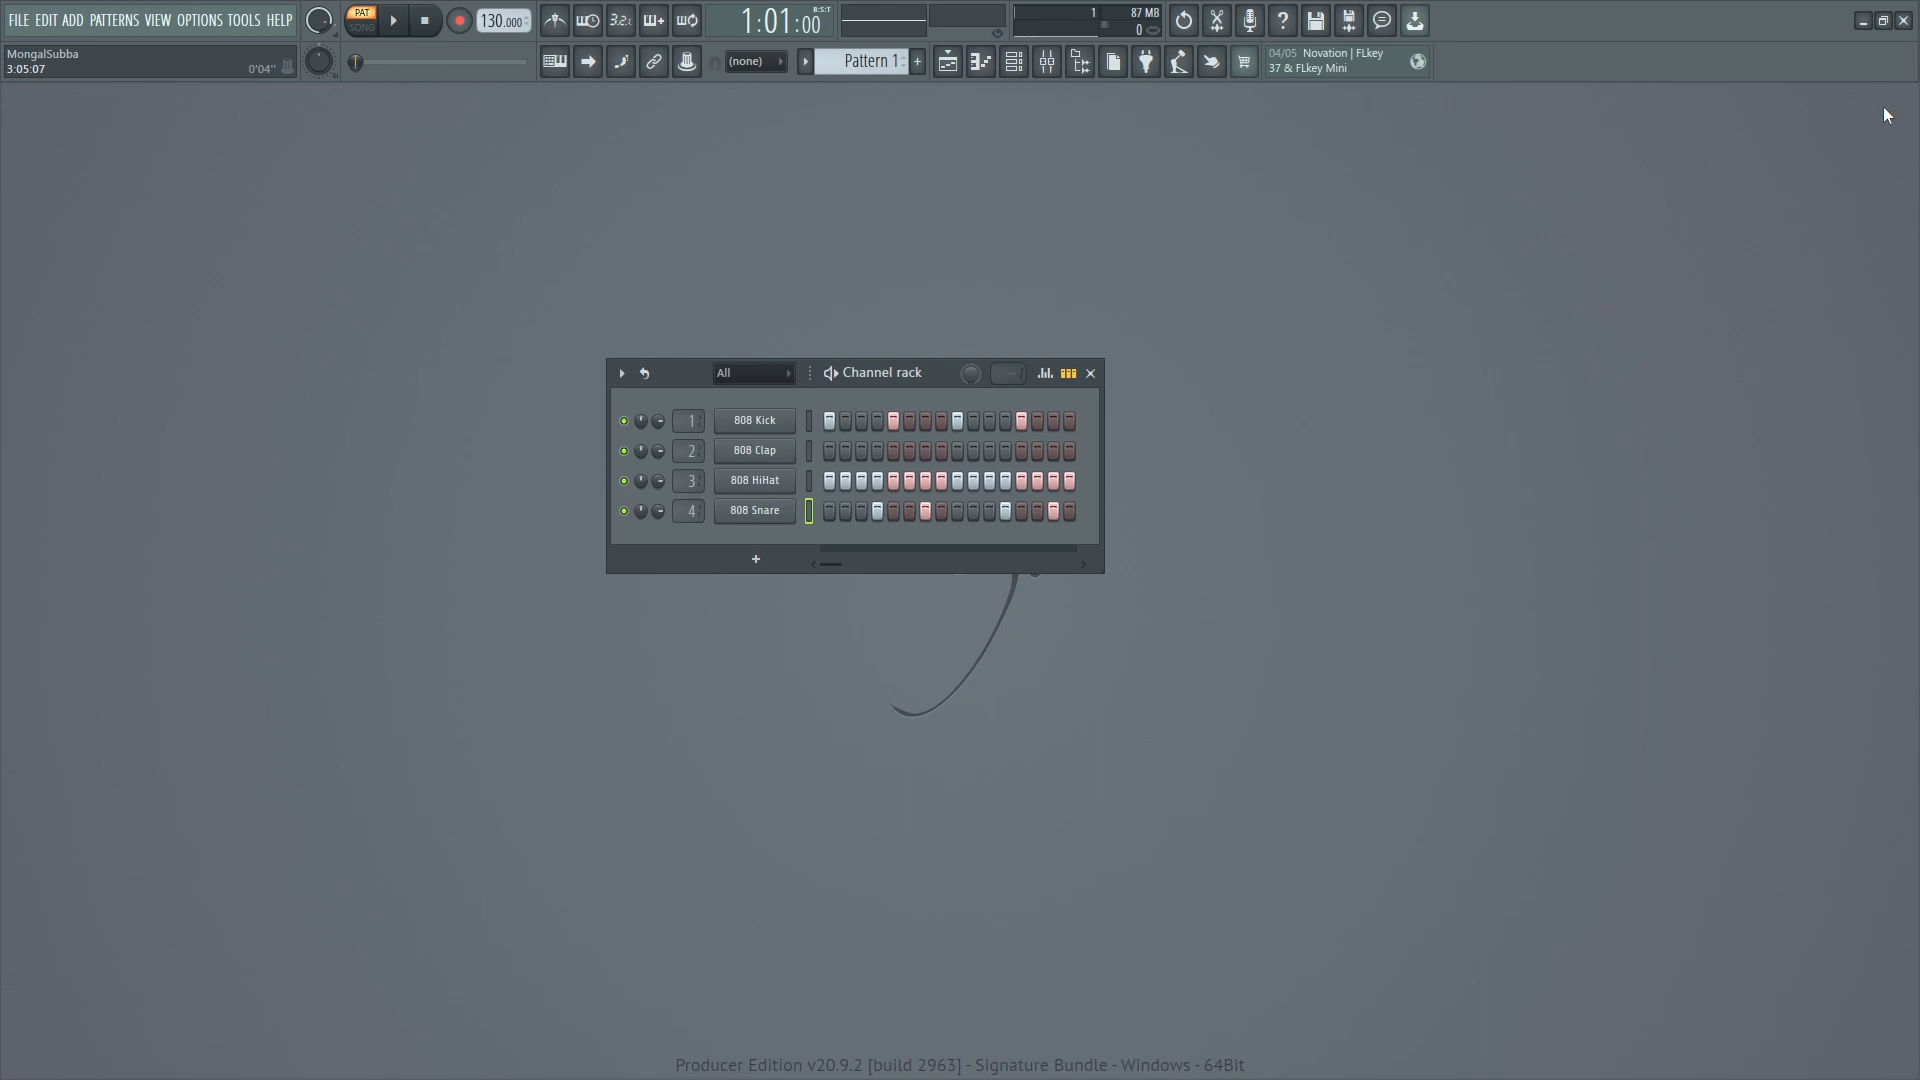 FILE EDIT ADD PATTERNS VIEW OPTIONS TOOLS HELP
PAT
SONG
130.000
3.2.
1:01:00
B:S:T
1
87 MB
0
MongalSubba
3:05:07
0'04"
(none)
Pattern 1
04/05 Novation | FLkey
37 & FLkey Mini
All
Channel rack
1 808 Kick
2 808 Clap
3 808 HiHat
4 808 Snare
+
Producer Edition v20.9.2 [build 2963] - Signature Bundle - Windows - 64Bit